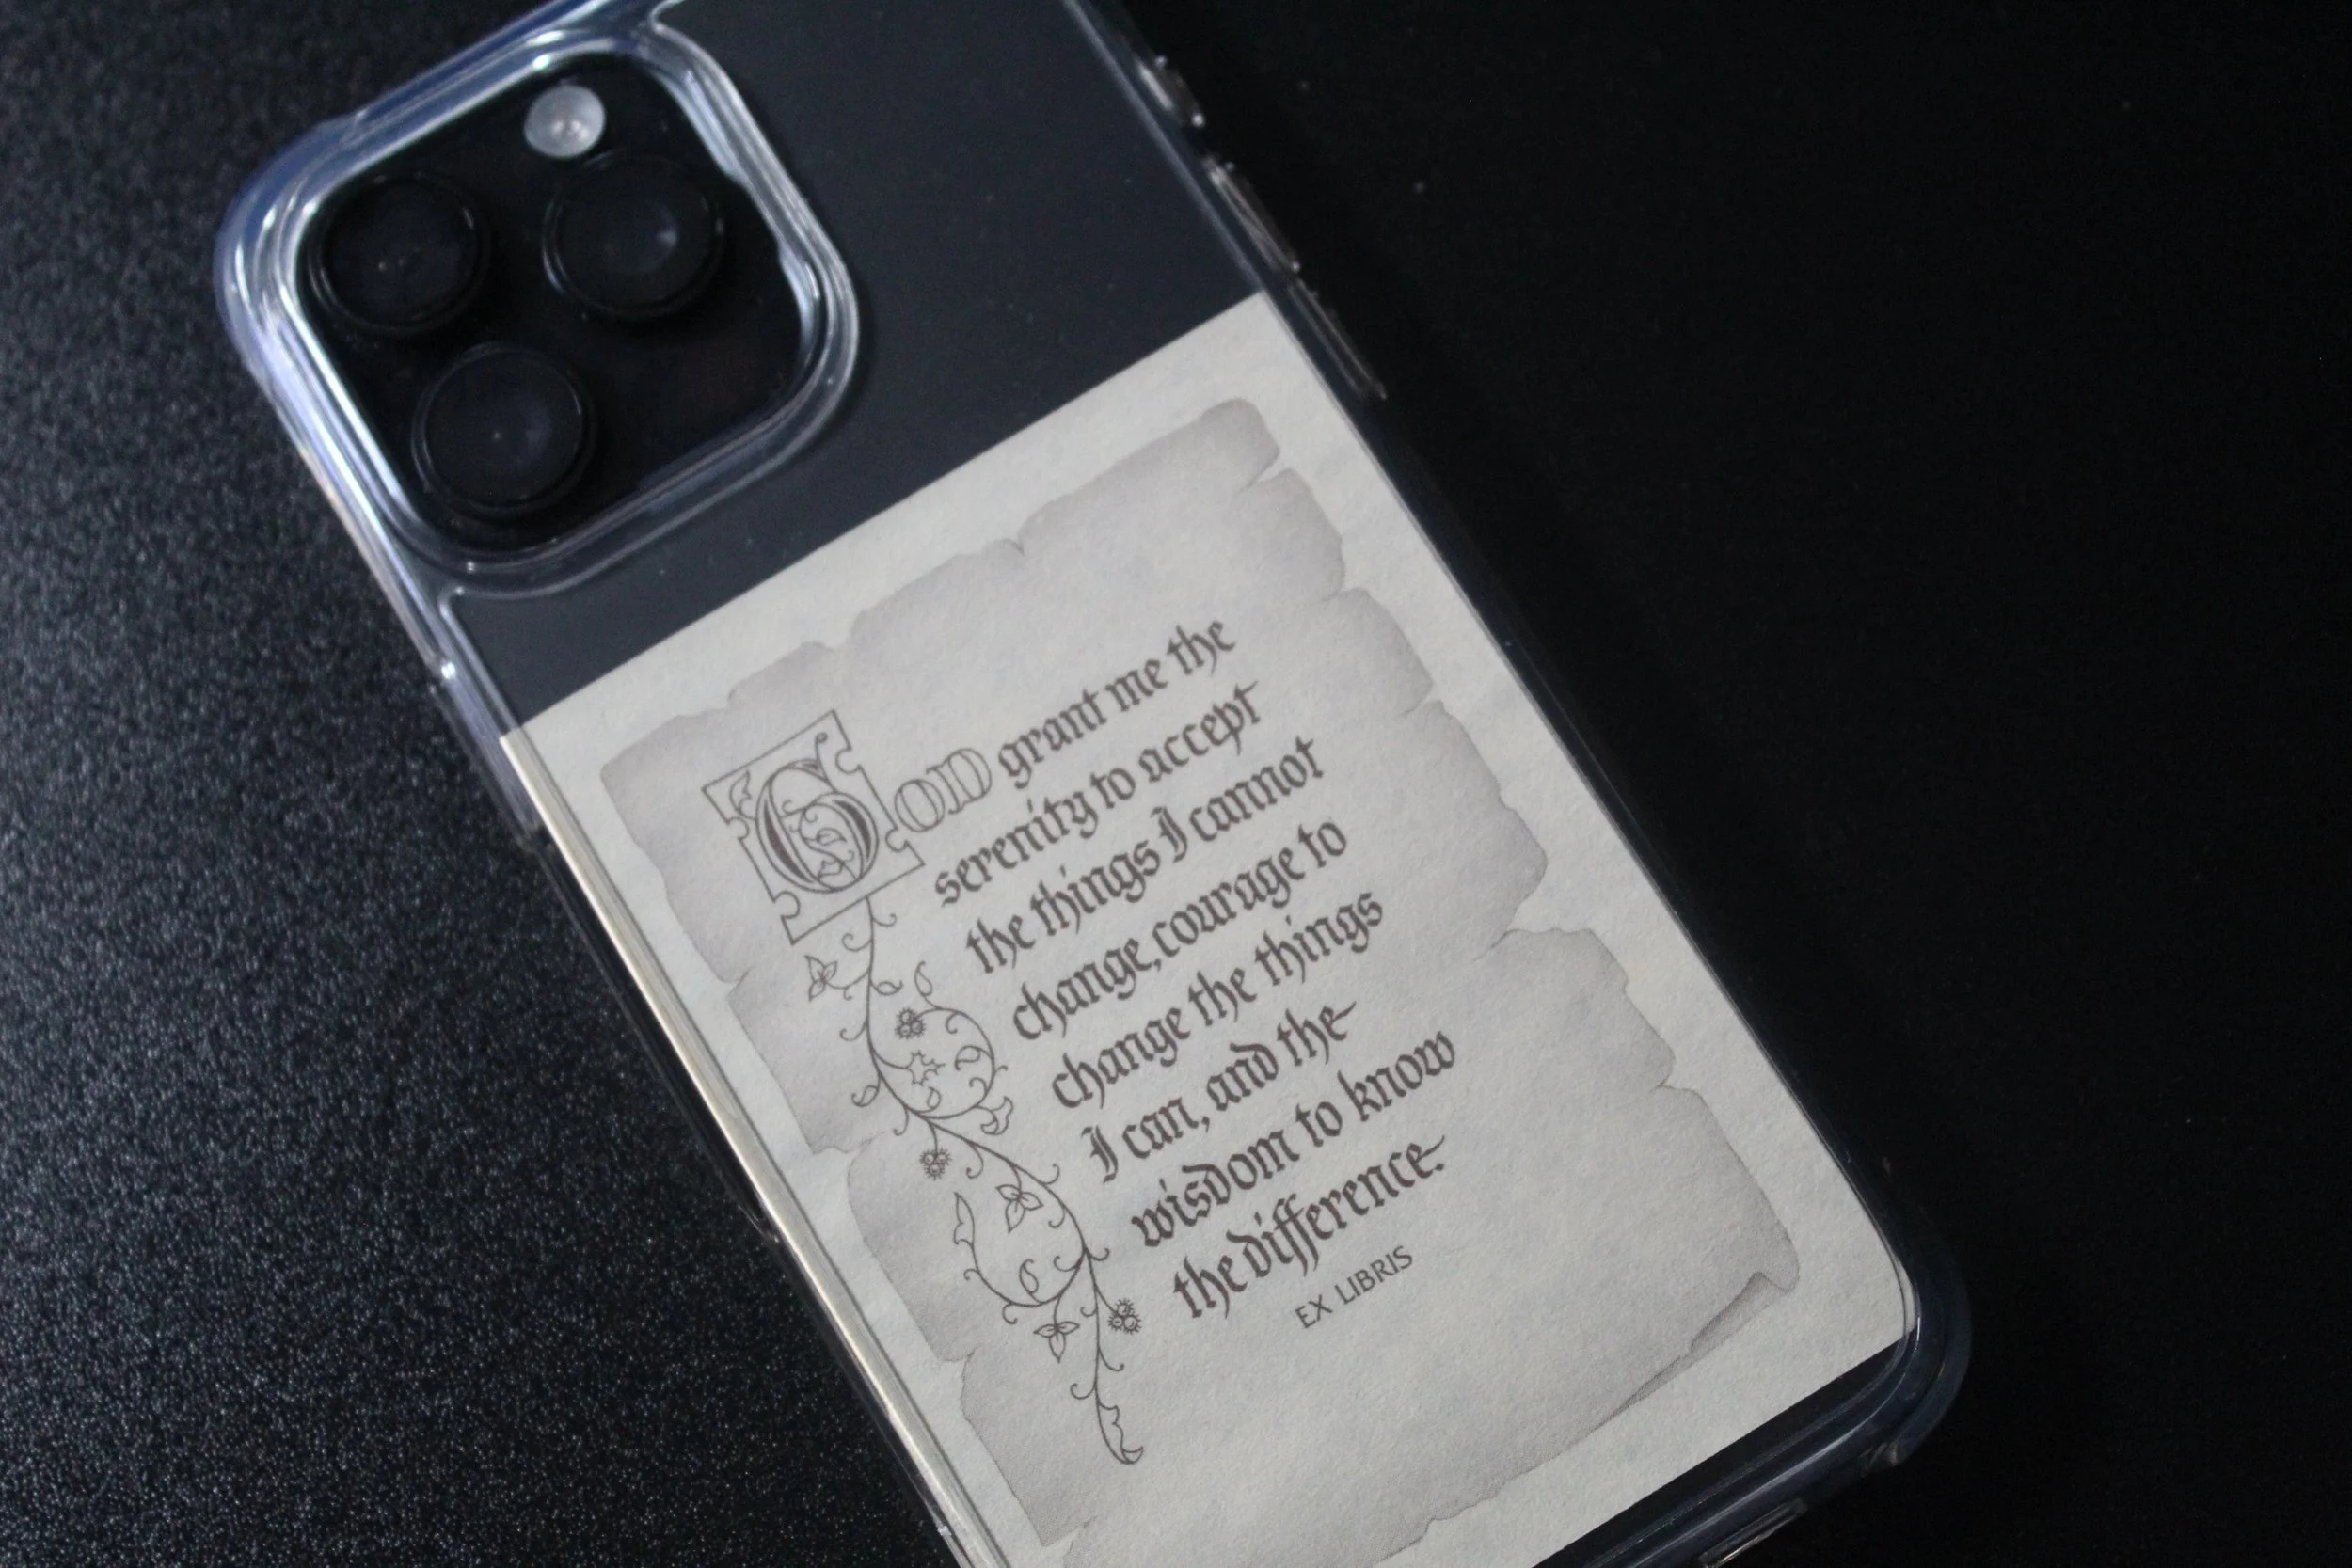 GOD grant me the
serenity to accept
the things I cannot
change, courage to
change the things
I can, and the
wisdom to know
the difference.
EX LIBRIS